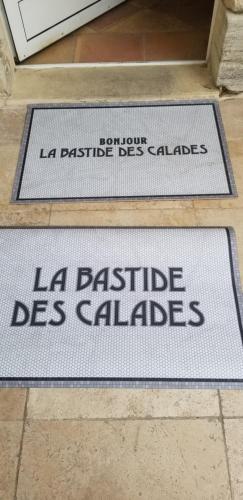 BONJOUR
LA BASTIDE DES CALADES
LA BASTIDE
DES CALADES